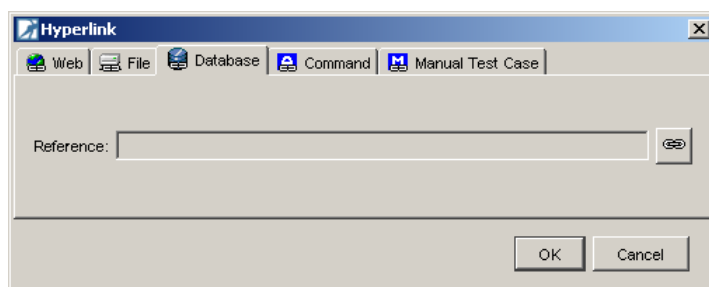 Hyperlink
Web File Database Command Manual Test Case
Reference:
OK Cancel